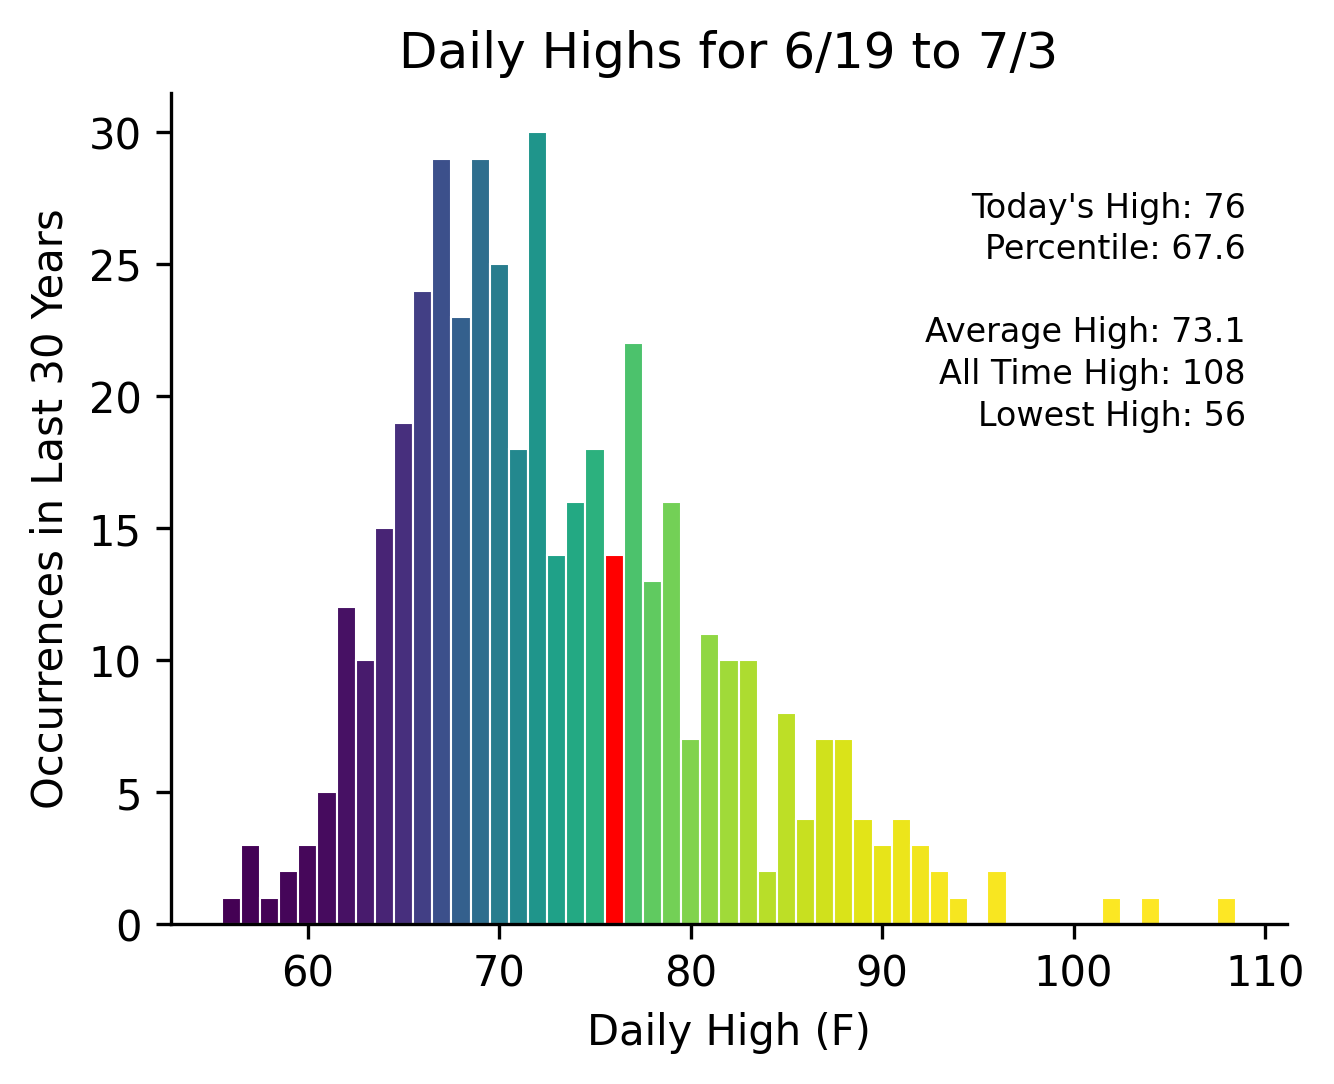 Daily Highs for 6/19 to 7/3
30
25
20
15
10
5
0
Occurrences in Last 30 Years
Today's High: 76
Percentile: 67.6
Average High: 73.1
All Time High: 108
Lowest High: 56
60 70 80 90 100 110
Daily High (F)